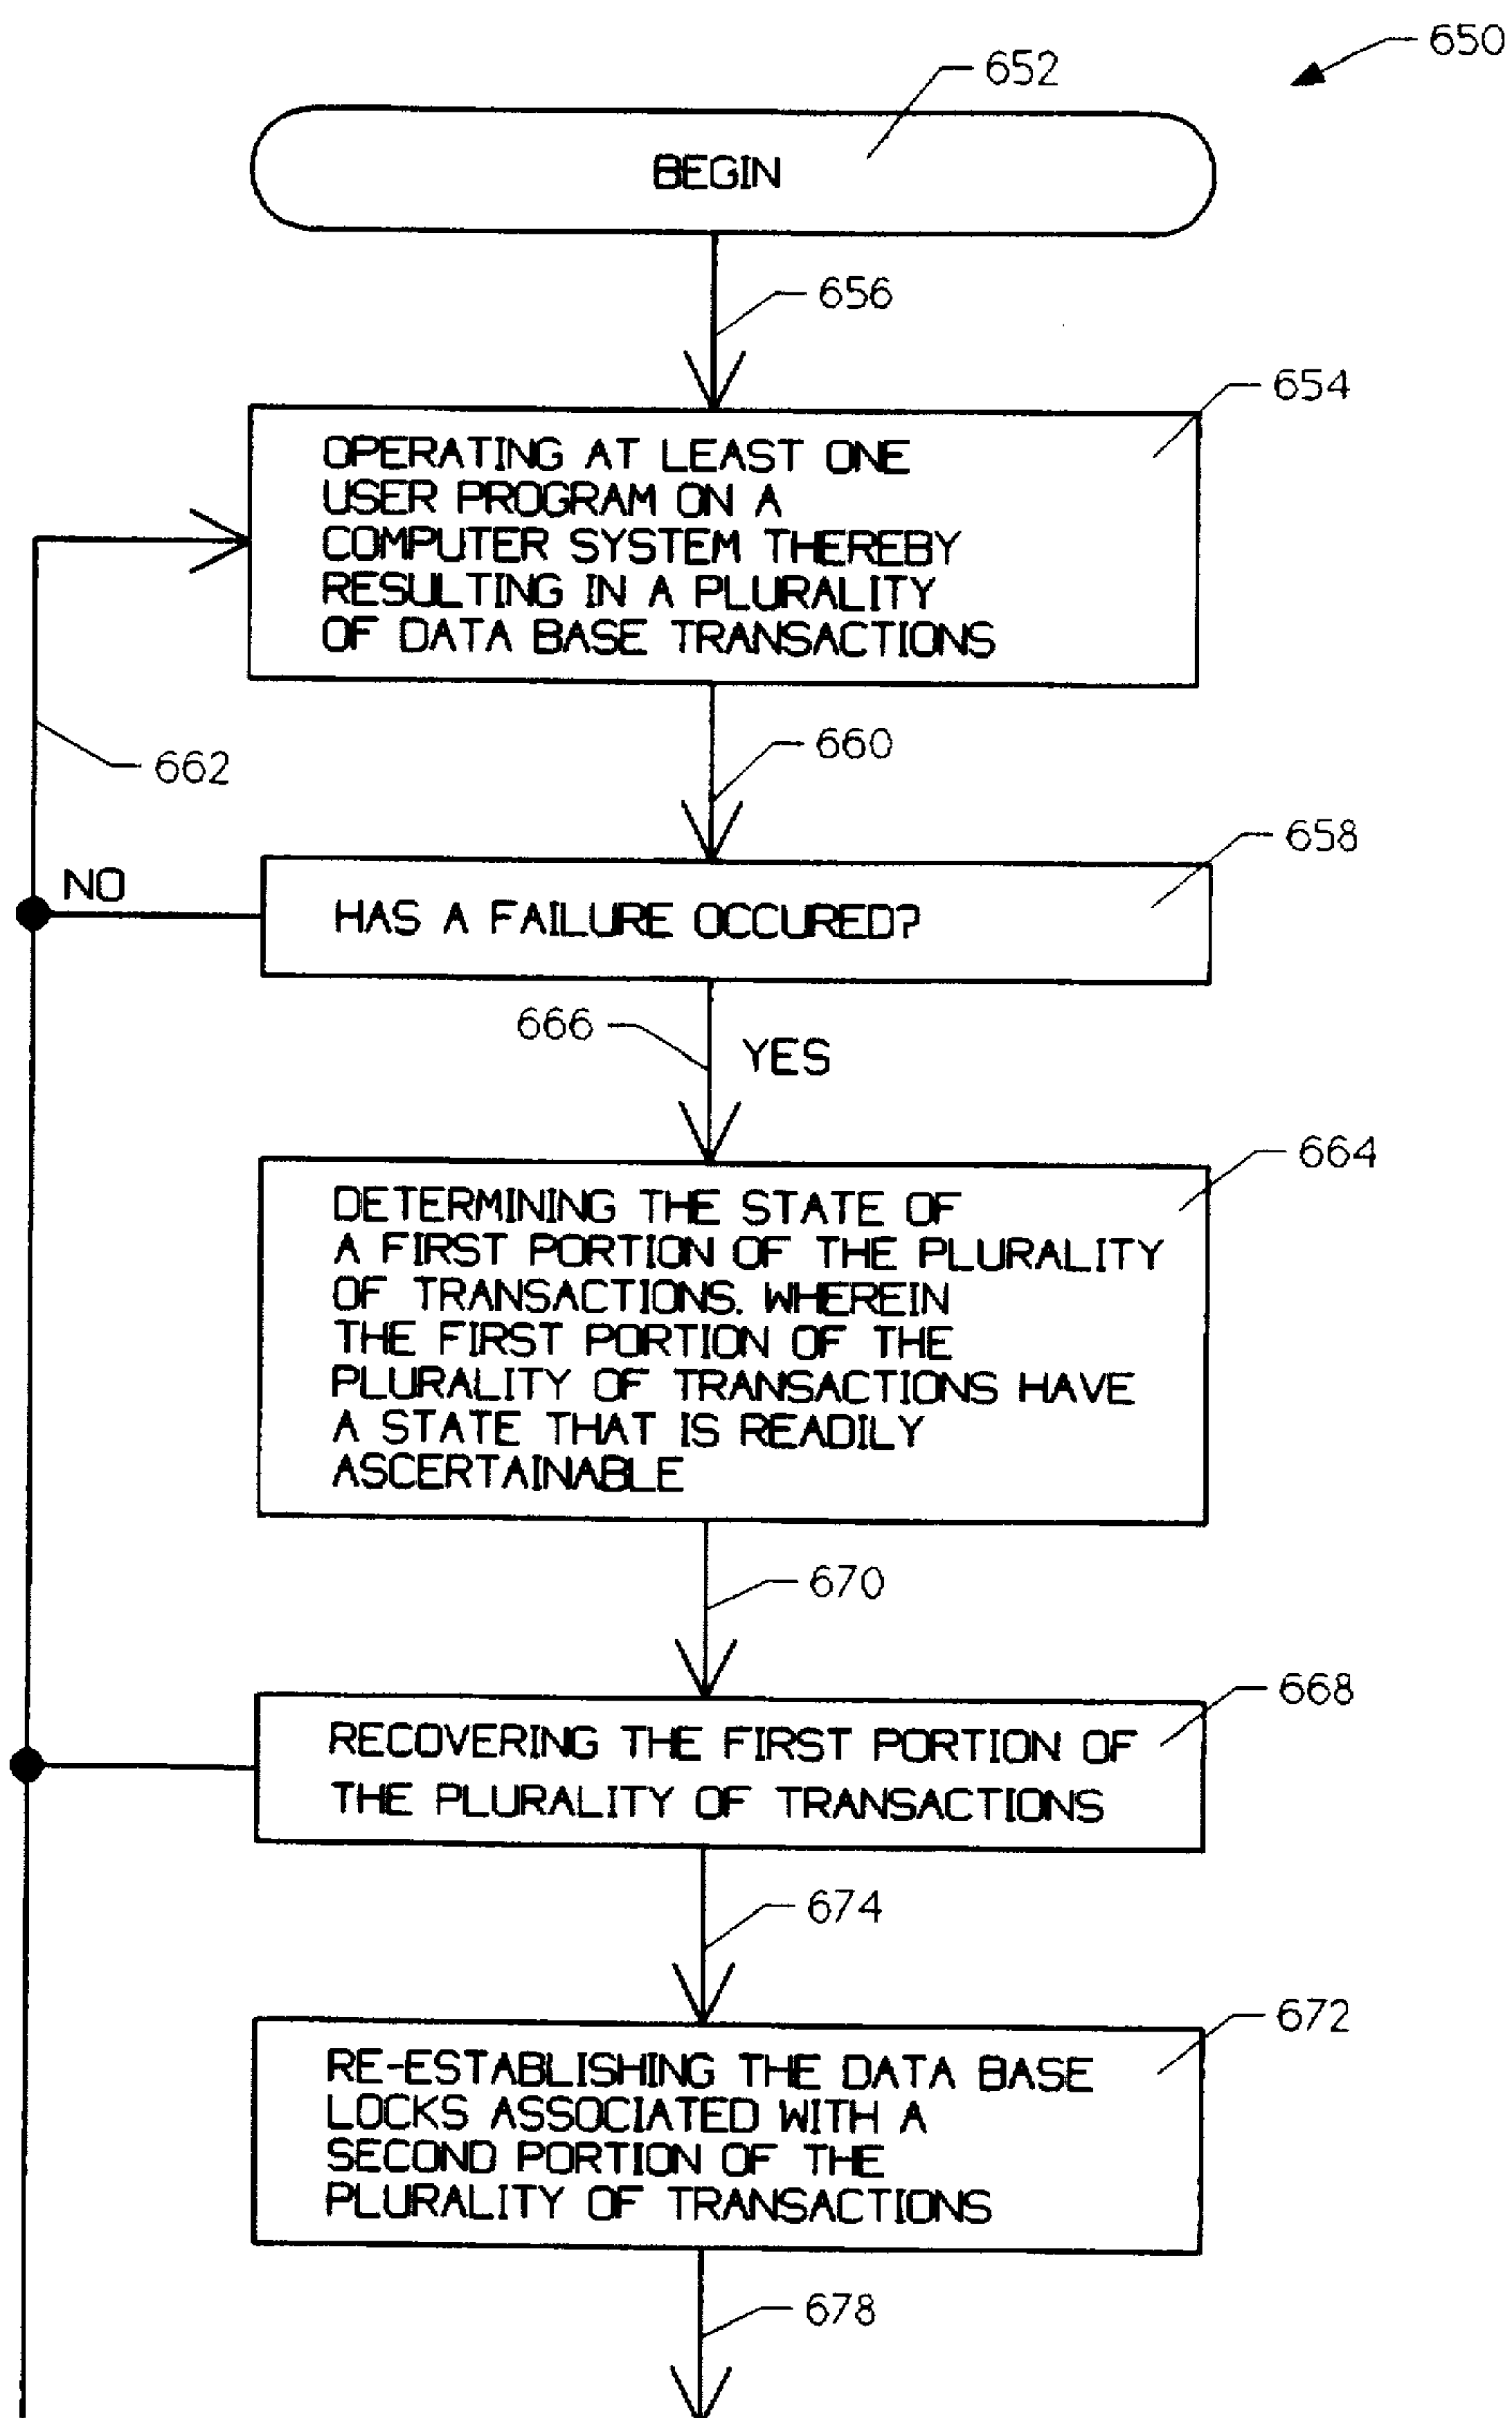 650
652
BEGIN
656
654
OPERATING AT LEAST ONE
USER PROGRAM ON A
COMPUTER SYSTEM THEREBY
RESULTING IN A PLURALITY
OF DATA BASE TRANSACTIONS
662
660
658
NO
HAS A FAILURE OCCURED?
666
YES
664
DETERMINING THE STATE OF
A FIRST PORTION OF THE PLURALITY
OF TRANSACTIONS. WHEREIN
THE FIRST PORTION OF THE
PLURALITY OF TRANSACTIONS HAVE
A STATE THAT IS READILY
ASCERTAINABLE
670
668
RECOVERING THE FIRST PORTION OF
THE PLURALITY OF TRANSACTIONS
674
672
RE-ESTABLISHING THE DATA BASE
LOCKS ASSOCIATED WITH A
SECOND PORTION OF THE
PLURALITY OF TRANSACTIONS
678